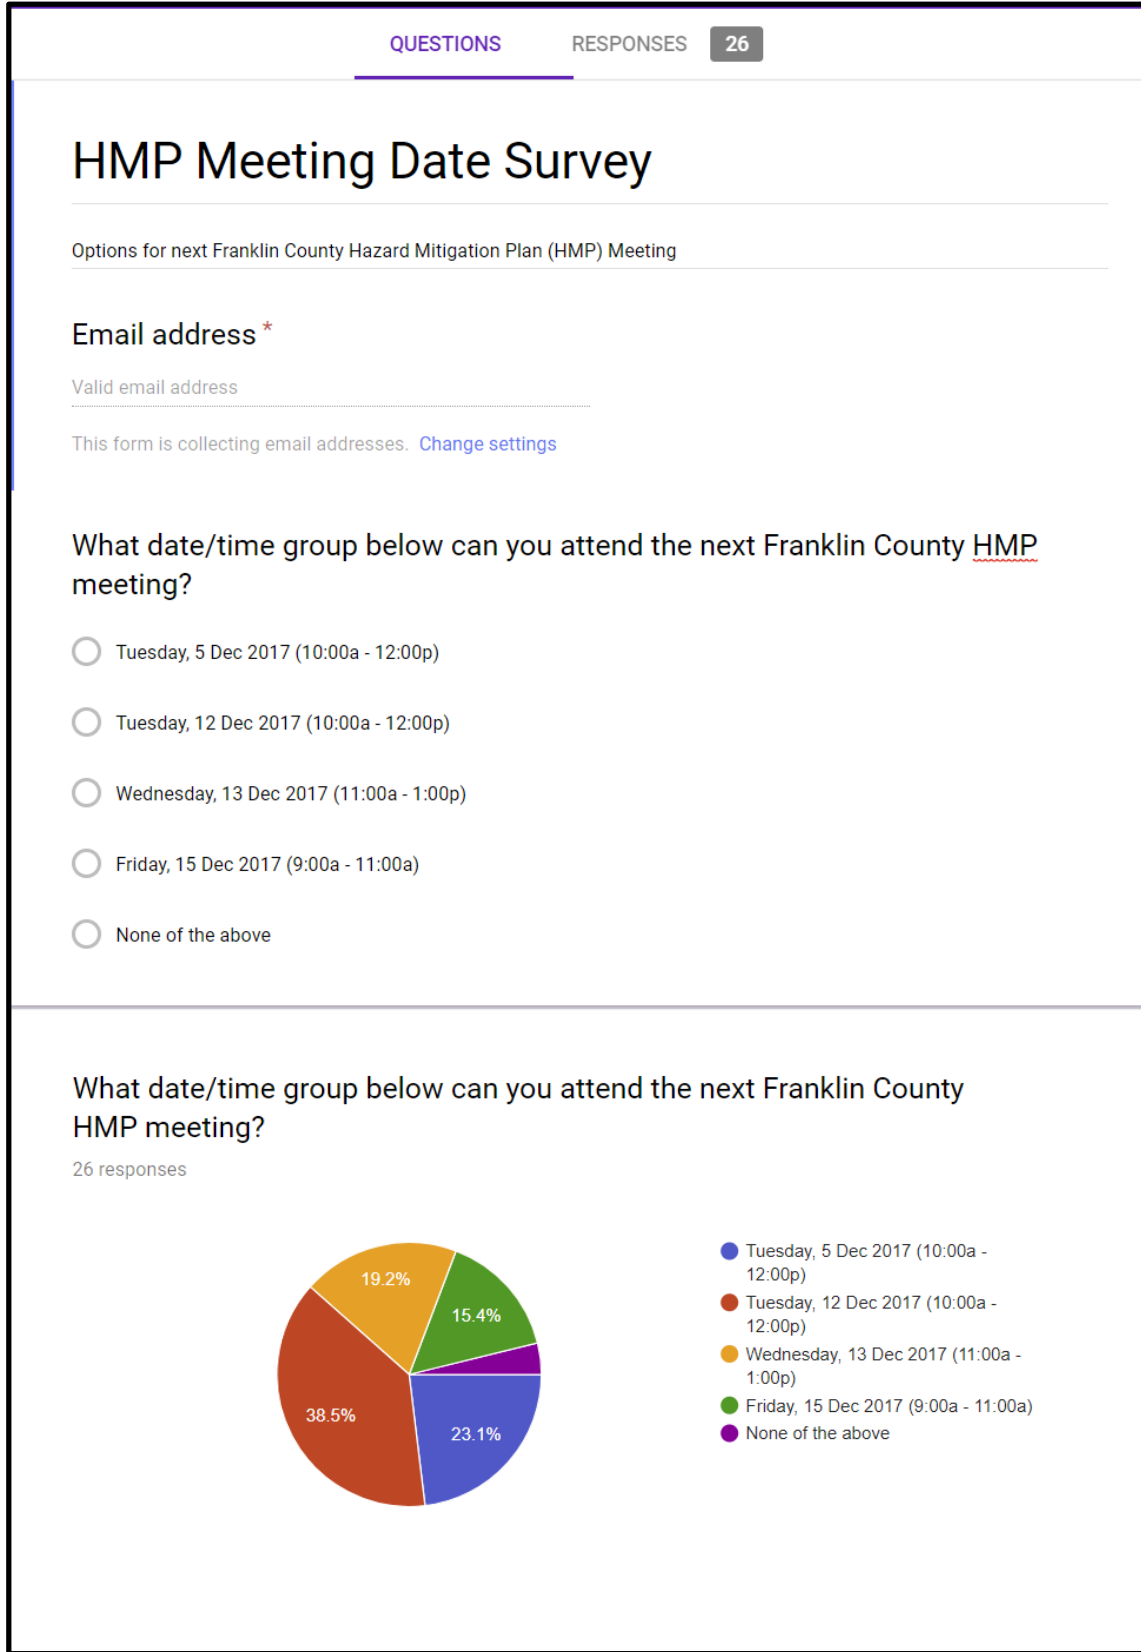 QUESTIONS RESPONSES 26
HMP Meeting Date Survey
Options for next Franklin County Hazard Mitigation Plan (HMP) Meeting
Email address *
Valid email address
This form is collecting email addresses. Change settings
What date/time group below can you attend the next Franklin County HMP
meeting?
Tuesday, 5 Dec 2017 (10:00a - 12:00p)
Tuesday, 12 Dec 2017 (10:00a - 12:00p)
Wednesday, 13 Dec 2017 (11:00a - 1:00p)
Friday, 15 Dec 2017 (9:00a - 11:00a)
None of the above
What date/time group below can you attend the next Franklin County
HMP meeting?
26 responses
19.2%
15.4%
38.5%
23.1%
Tuesday, 5 Dec 2017 (10:00a -
12:00p)
Tuesday, 12 Dec 2017 (10:00a -
12:00p)
Wednesday, 13 Dec 2017 (11:00a -
1:00p)
Friday, 15 Dec 2017 (9:00a - 11:00a)
None of the above